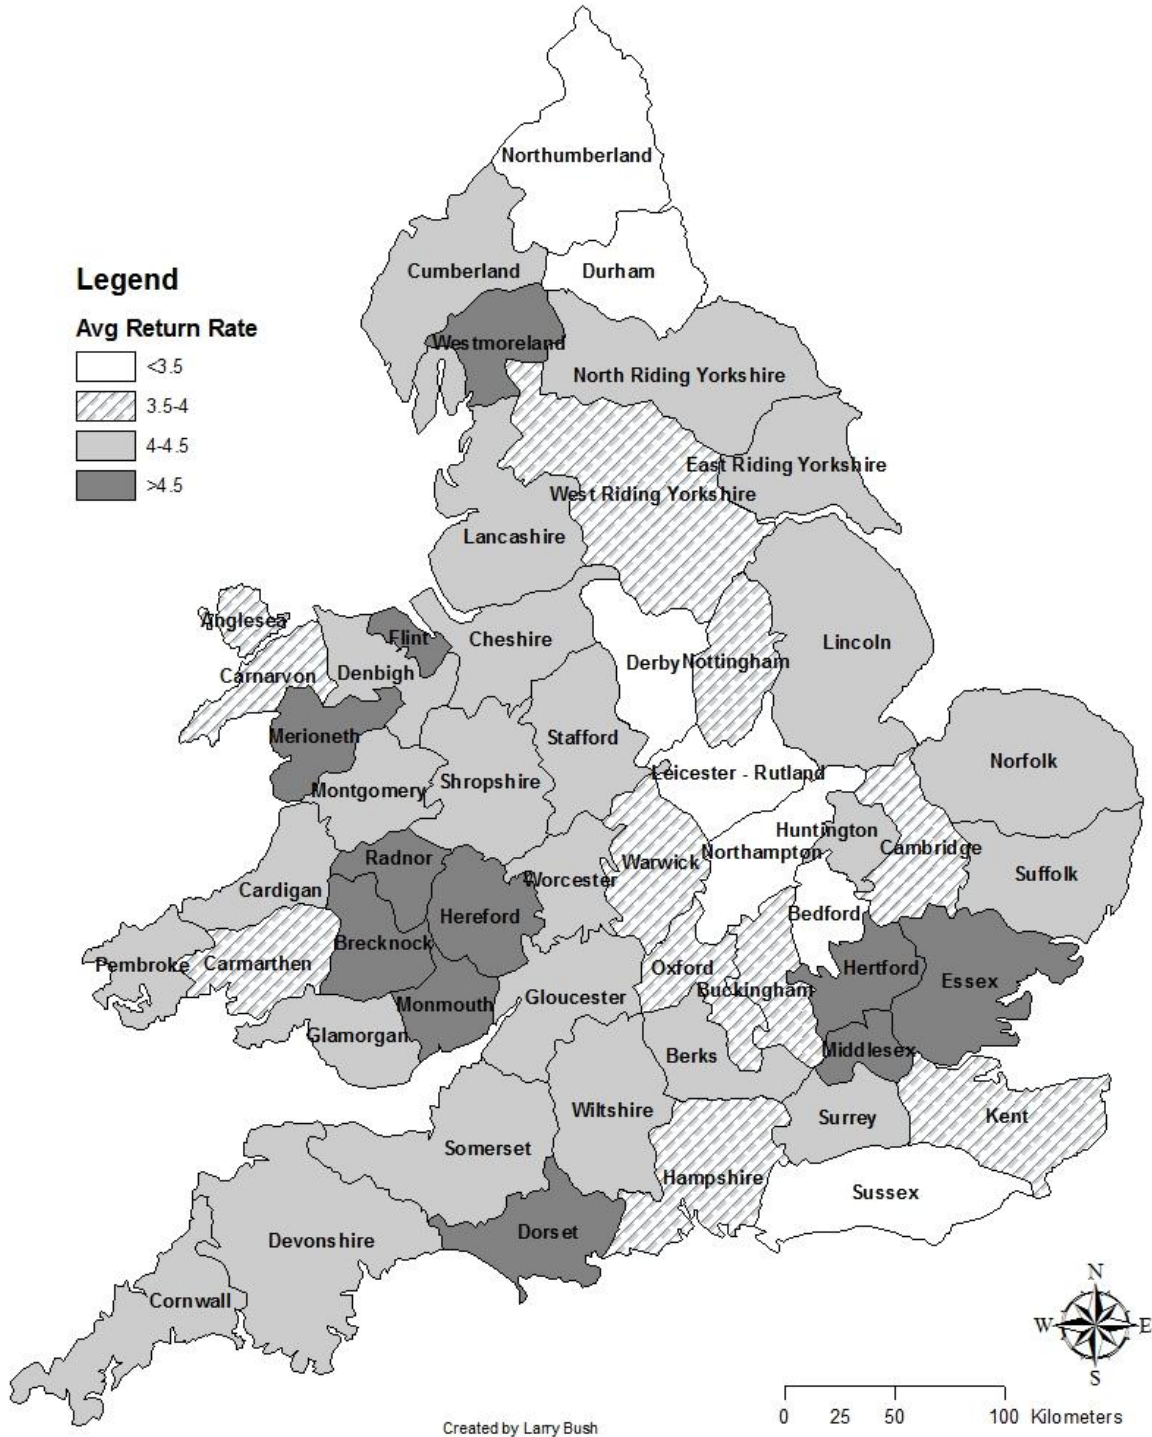 Northumberland
Cumberland
Durham
Legend
Avg Return Rate
<3.5
3.5-4
4-4.5
>4.5
Westmoreland
North Riding Yorkshire
East Riding Yorkshire
West Riding Yorkshire
Lancashire
Anglesea
Flint
Cheshire
Lincoln
Derby
Nottingham
Carnarvon
Denbigh
Merioneth
Stafford
Norfolk
Leicester - Rutland
Montgomery
Shropshire
Huntington
Northampton
Cambridge
Radnor
Warwick
Suffolk
Cardigan
Worcester
Hereford
Bedford
Brecknock
Pembroke
Carmarthen
Oxford
Hertford
Essex
Buckingham
Monmouth
Gloucester
Glamorgan
Berks
Middlesex
Wiltshire
Surrey
Kent
Somerset
Hampshire
Sussex
Dorset
Devonshire
Cornwall
N
W
E
S
0 25 50 100 Kilometers
Created by Larry Bush